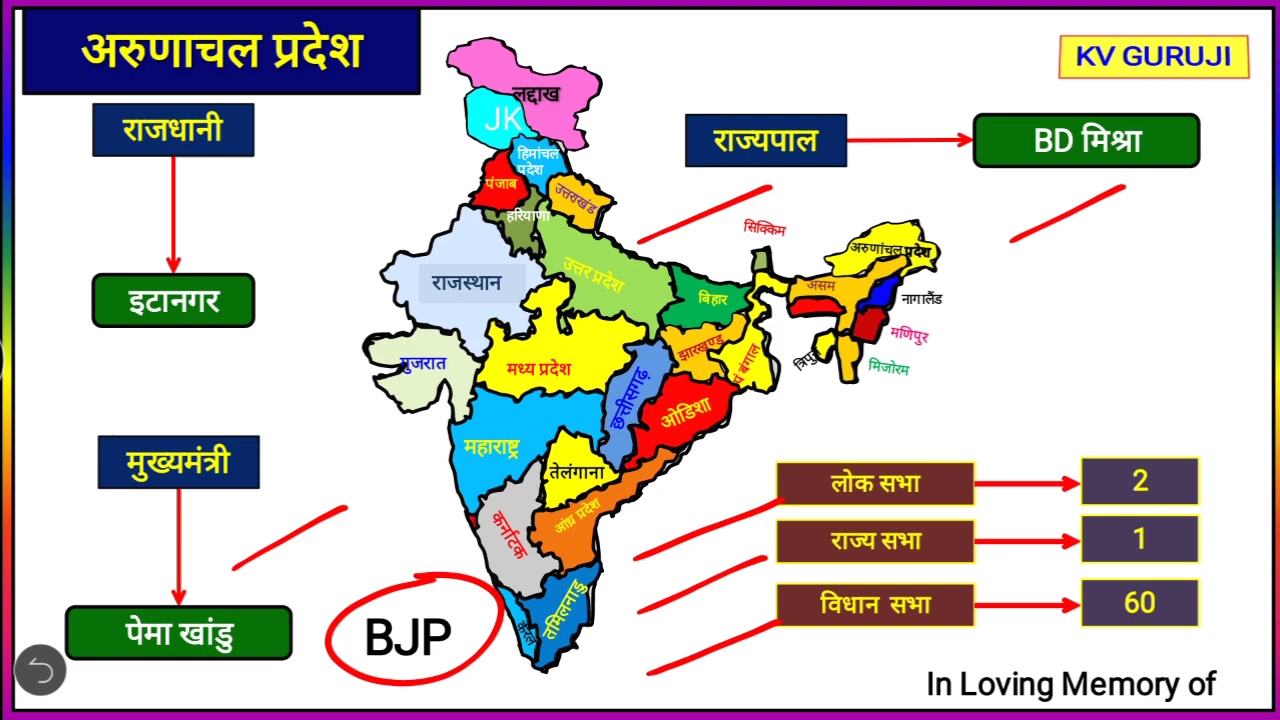 अरुणाचल प्रदेश
KV GURUJI
राजधानी
इटानगर
राज्यपाल
BD मिश्रा
लद्दाख
JK
हिमांचल
पदेश
पंजाब
उत्तराखंड
हरियाणा
सिक्किम
अरुणांचल प्रदेश
राजस्थान
उत्तर प्रदेश
बिहार
असम
नागालैंड
मणिपुर
त्रिपुरा
मिजोरम
गुजरात
मध्य प्रदेश
झारखण्ड
पं बंगाल
छत्तीसगढ़
ओडिशा
महाराष्ट्र
तेलंगाना
कर्नाटक
आंध्र प्रदेश
तमिलनाडु
केरल
मुख्यमंत्री
पेमा खांडु
BJP
लोक सभा
2
राज्य सभा
1
विधान सभा
60
In Loving Memory of